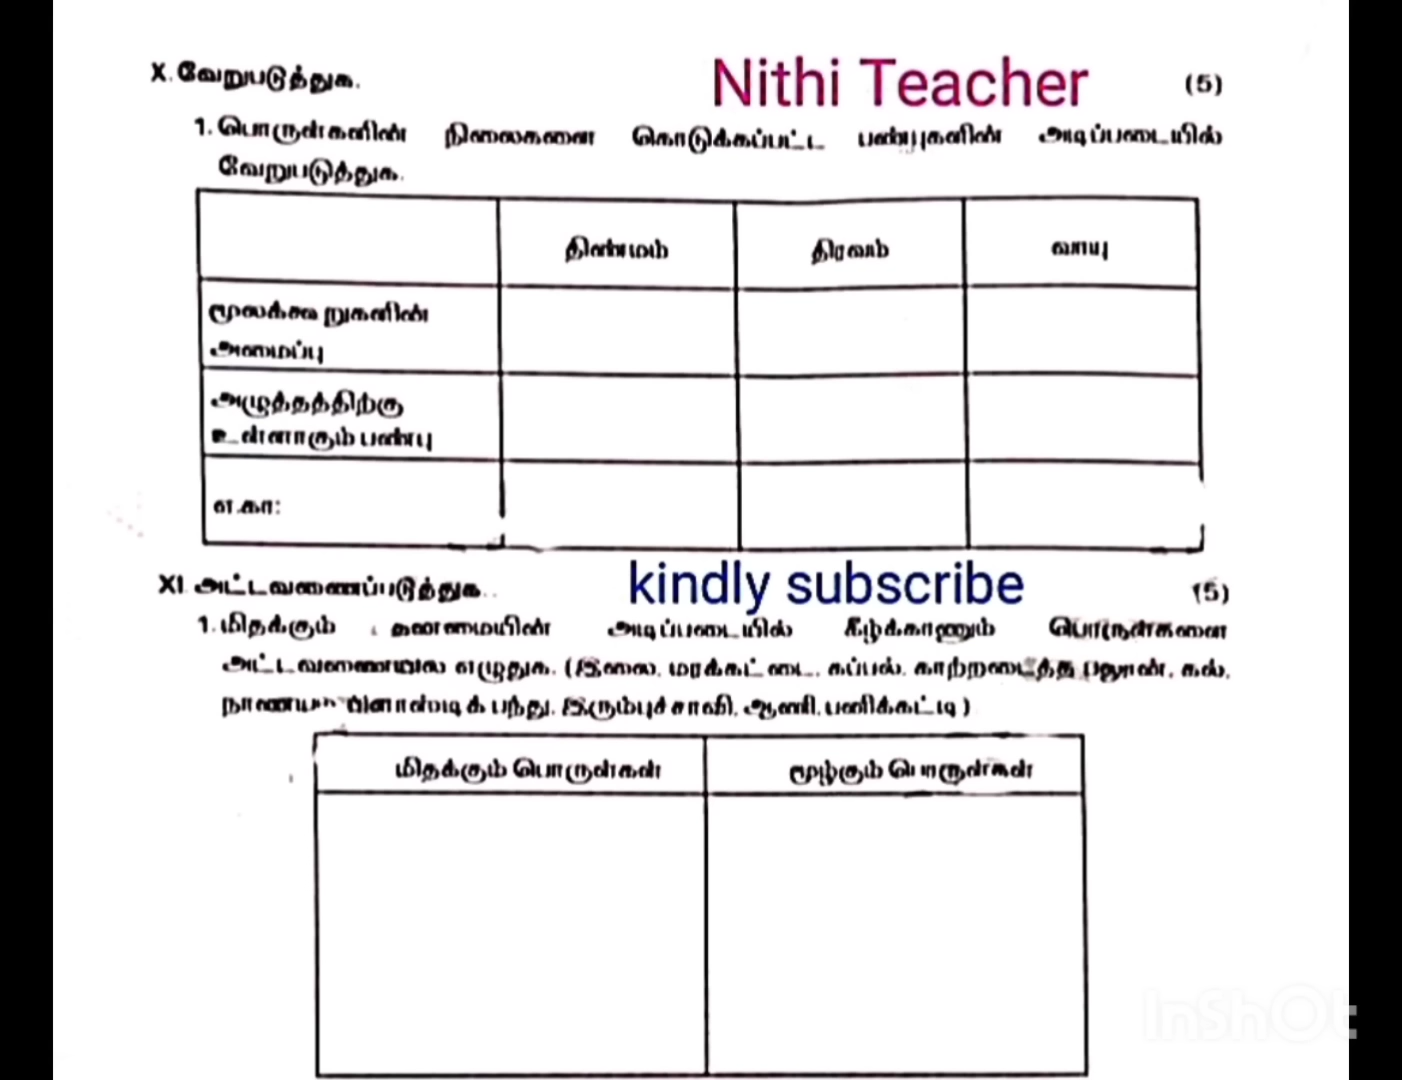 X. வேறுபடுத்துக.
Nithi Teacher
(5)
1. பொருள்களின் நிலைகளை கொடுக்கப்பட்ட பண்புகளின் அடிப்படையில்
வேறுபடுத்துக.
திண்மம் திரவம் வாயு
மூலக்கூறுகளின்
அமைப்பு
அழுத்தத்திற்கு
உள்ளாகும் பண்பு
எ.கா:
XI. அட்டவணைப்படுத்துக.
kindly subscribe
(5)
1. மிதக்கும் தன்மையின் அடிப்படையில் கீழ்க்காணும் பொருள்களை
அட்டவணையில் எழுதுக. (இலை, மரக்கட்டை, கப்பல், காற்றடைத்த பலூன், கல்,
நாணயம் பிளாஸ்டிக் பந்து, இரும்புச் சாவி, ஆணி, பனிக்கட்டி)
மிதக்கும் பொருள்கள் மூழ்கும் பொருள்கள்
InShOt